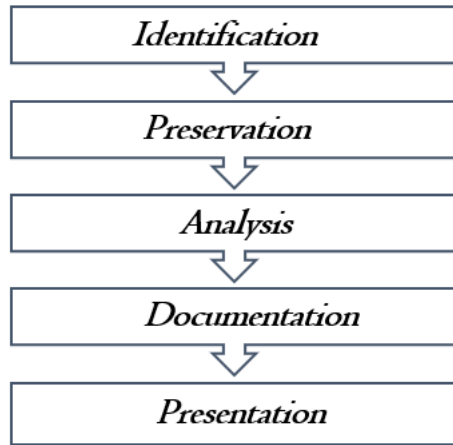 Identification
Preservation
Analysis
Documentation
Presentation